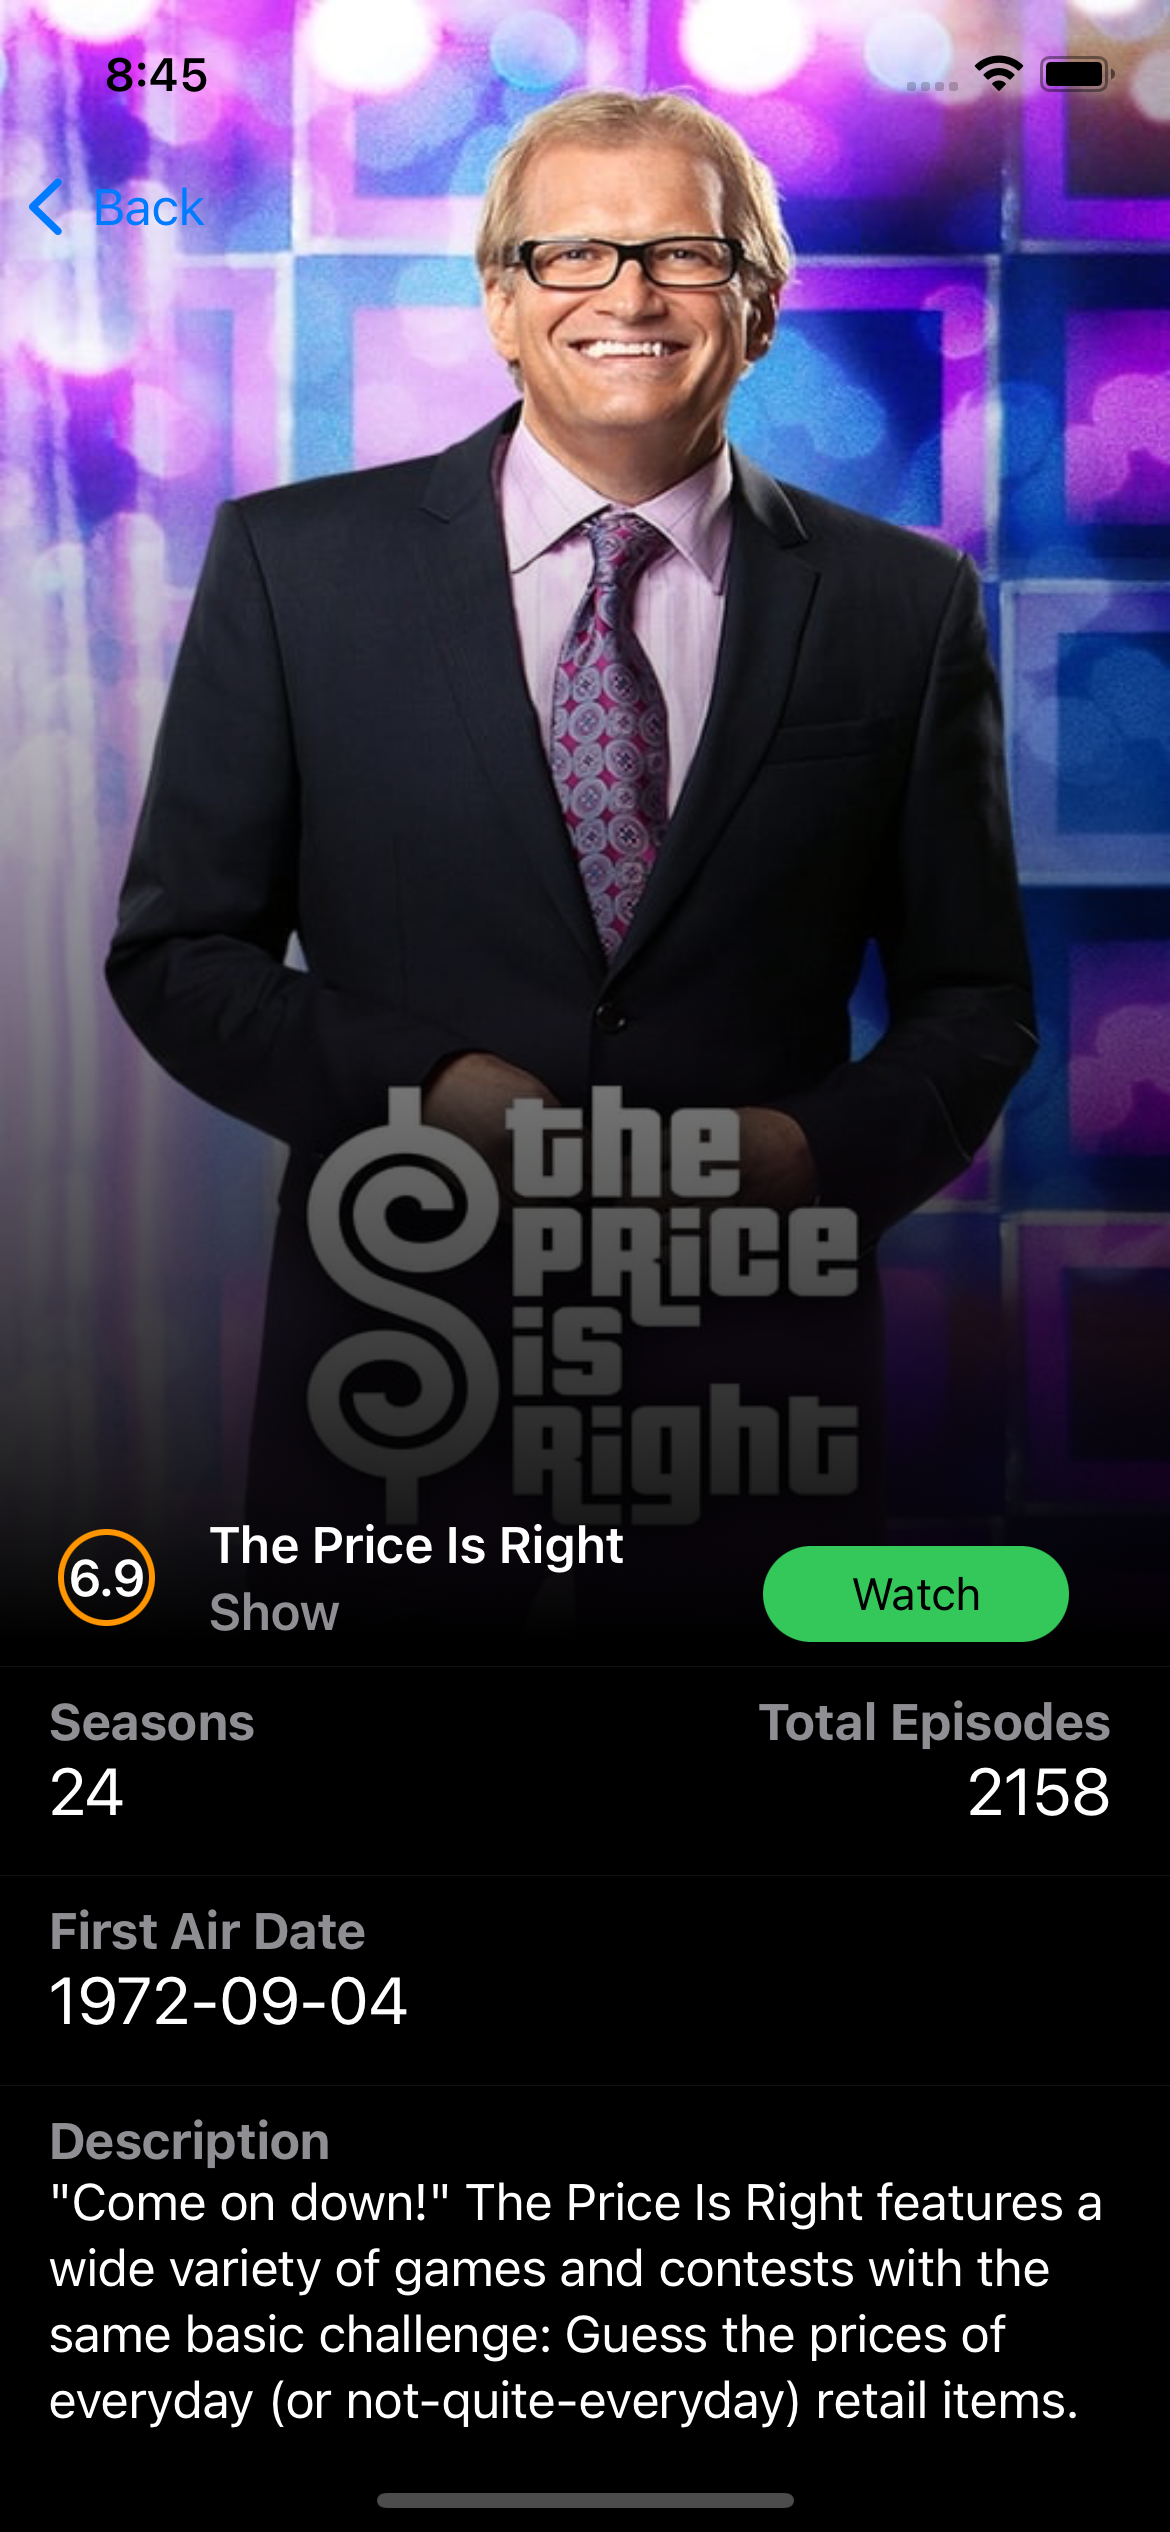 8:45
Back
the
PRice
is
Right
6.9
The Price Is Right
Show
Watch
Seasons
24
Total Episodes
2158
First Air Date
1972-09-04
Description
"Come on down!" The Price Is Right features a
wide variety of games and contests with the
same basic challenge: Guess the prices of
everyday (or not-quite-everyday) retail items.